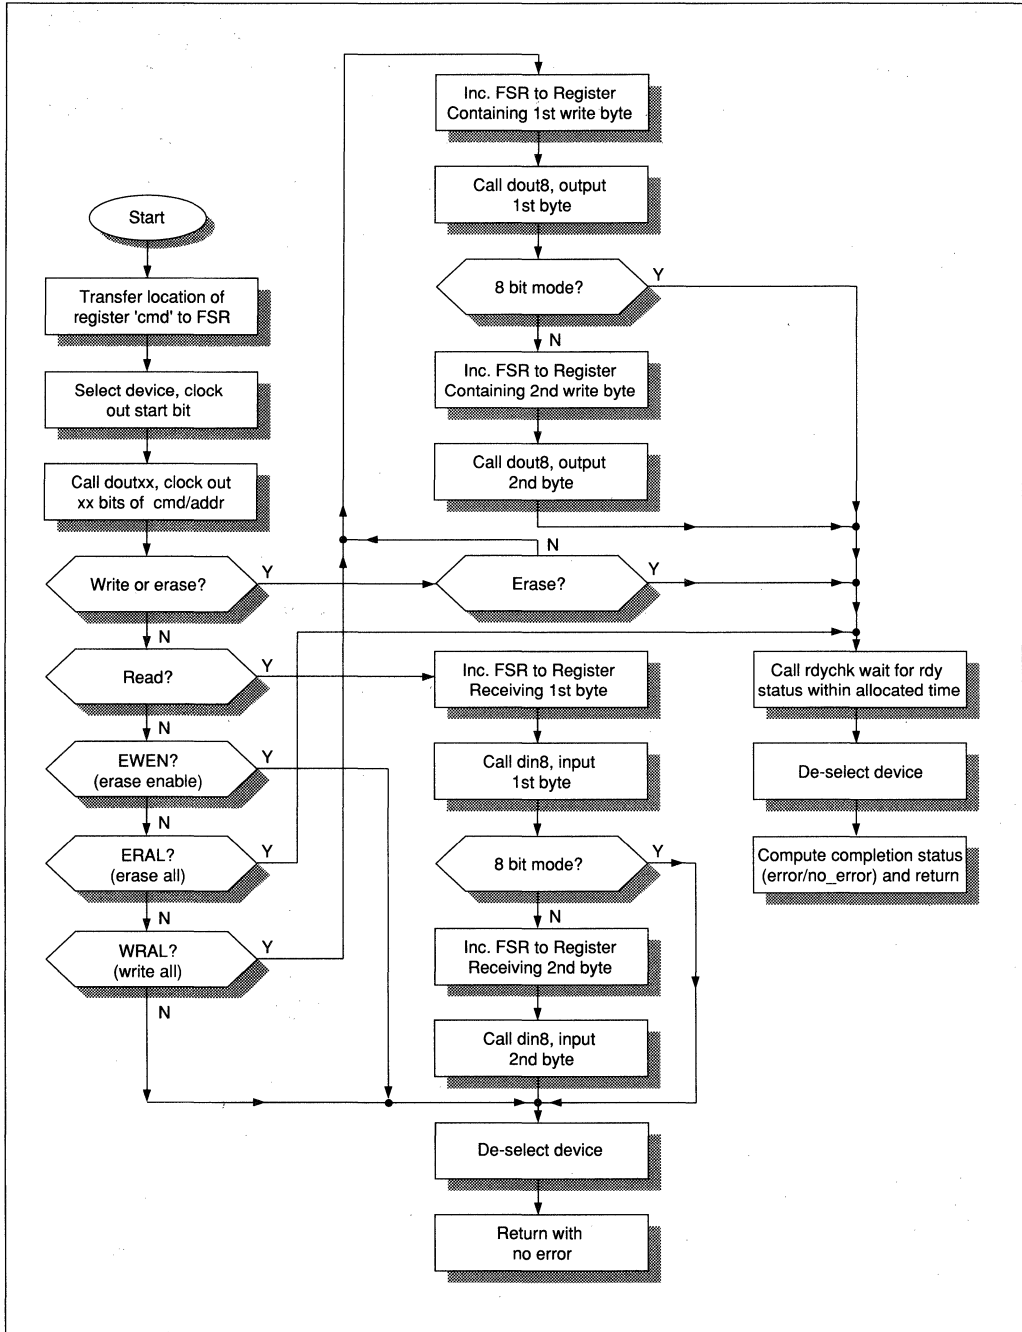 Start
Transfer location of
register 'cmd' to FSR
Select device, clock
out start bit
Call doutxx, clock out
xx bits of cmd/addr
Write or erase?
Y
N
Read?
Y
N
EWEN?
(erase enable)
Y
N
ERAL?
(erase all)
Y
N
WRAL?
(write all)
Y
N
Inc. FSR to Register
Containing 1st write byte
Call dout8, output
1st byte
8 bit mode?
Y
N
Inc. FSR to Register
Containing 2nd write byte
Call dout8, output
2nd byte
N
Erase?
Y
Inc. FSR to Register
Receiving 1st byte
Call din8, input
1st byte
8 bit mode?
Y
N
Inc. FSR to Register
Receiving 2nd byte
Call din8, input
2nd byte
De-select device
Return with
no error
Call rdychk wait for rdy
status within allocated time
De-select device
Compute completion status
(error/no_error) and return